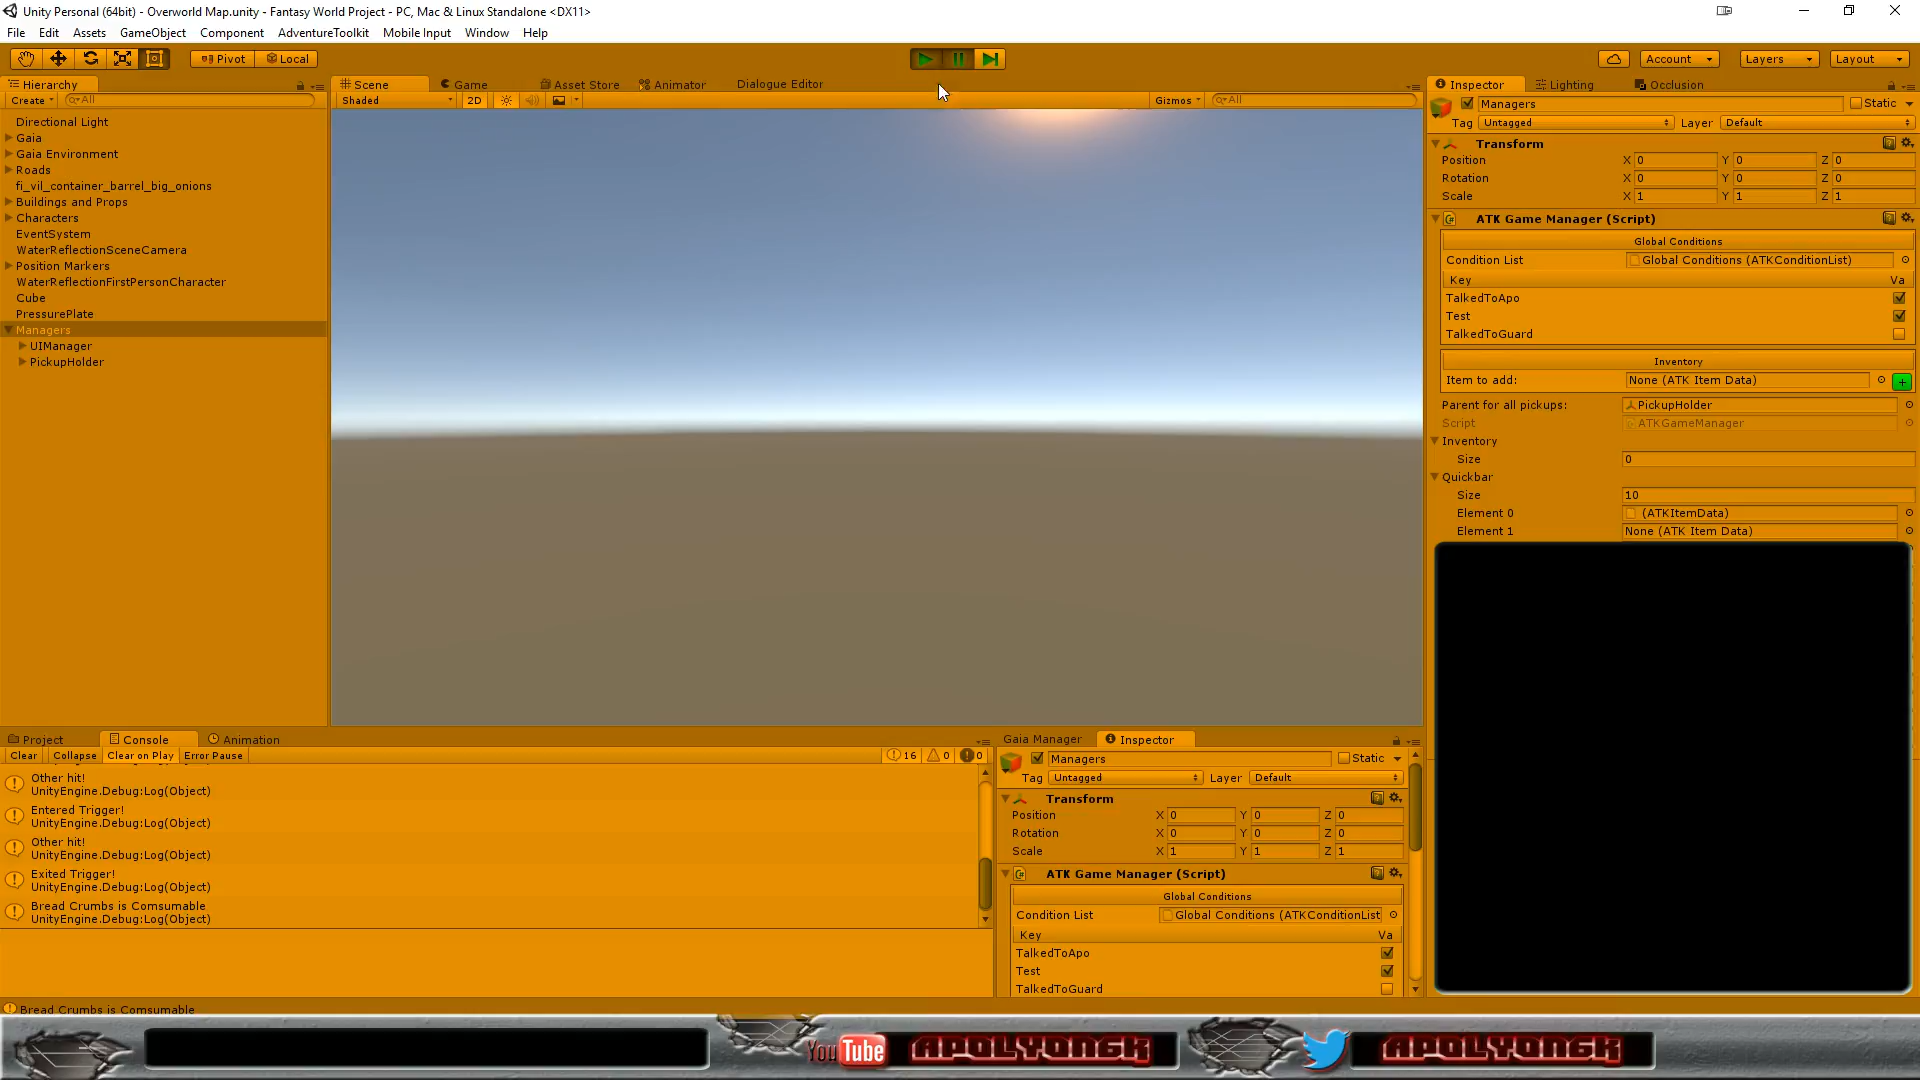 Unity Personal (64bit) - Overworld Map.unity - Fantasy World Project - PC, Mac & Linux Standalone <DX11>
File Edit Assets GameObject Component AdventureToolkit Mobile Input Window Help
Pivot Local Account Layers Layout
Hierarchy
Create All
Directional Light
Gaia
Gaia Environment
Roads
fi_vil_container_barrel_big_onions
Buildings and Props
Characters
EventSystem
WaterReflectionSceneCamera
Position Markers
WaterReflectionFirstPersonCharacter
Cube
PressurePlate
Managers
UIManager
PickupHolder
Scene Game Asset Store Animator Dialogue Editor
Shaded 2D Gizmos All
Inspector Lighting Occlusion
Managers Static
Tag Untagged Layer Default
Transform
Position X 0 Y 0 Z 0
Rotation X 0 Y 0 Z 0
Scale X 1 Y 1 Z 1
ATK Game Manager (Script)
Global Conditions
Condition List Global Conditions (ATKConditionList)
Key Va
TalkedToApo
Test
TalkedToGuard
Inventory
Item to add: None (ATK Item Data)
Parent for all pickups: PickupHolder
Script ATKGameManager
Inventory
Size 0
Quickbar
Size 10
Element 0 (ATKItemData)
Element 1 None (ATK Item Data)
Project Console Animation
Clear Collapse Clear on Play Error Pause 16 0 0
Other hit!
UnityEngine.Debug:Log(Object)
Entered Trigger!
UnityEngine.Debug:Log(Object)
Other hit!
UnityEngine.Debug:Log(Object)
Exited Trigger!
UnityEngine.Debug:Log(Object)
Bread Crumbs is Comsumable
UnityEngine.Debug:Log(Object)
Gaia Manager Inspector
Managers Static
Tag Untagged Layer Default
Transform
Position X 0 Y 0 Z 0
Rotation X 0 Y 0 Z 0
Scale X 1 Y 1 Z 1
ATK Game Manager (Script)
Global Conditions
Condition List Global Conditions (ATKConditionList
Key Va
TalkedToApo
Test
TalkedToGuard
Bread Crumbs is Comsumable
YouTube APOLYONGK APOLYONGK